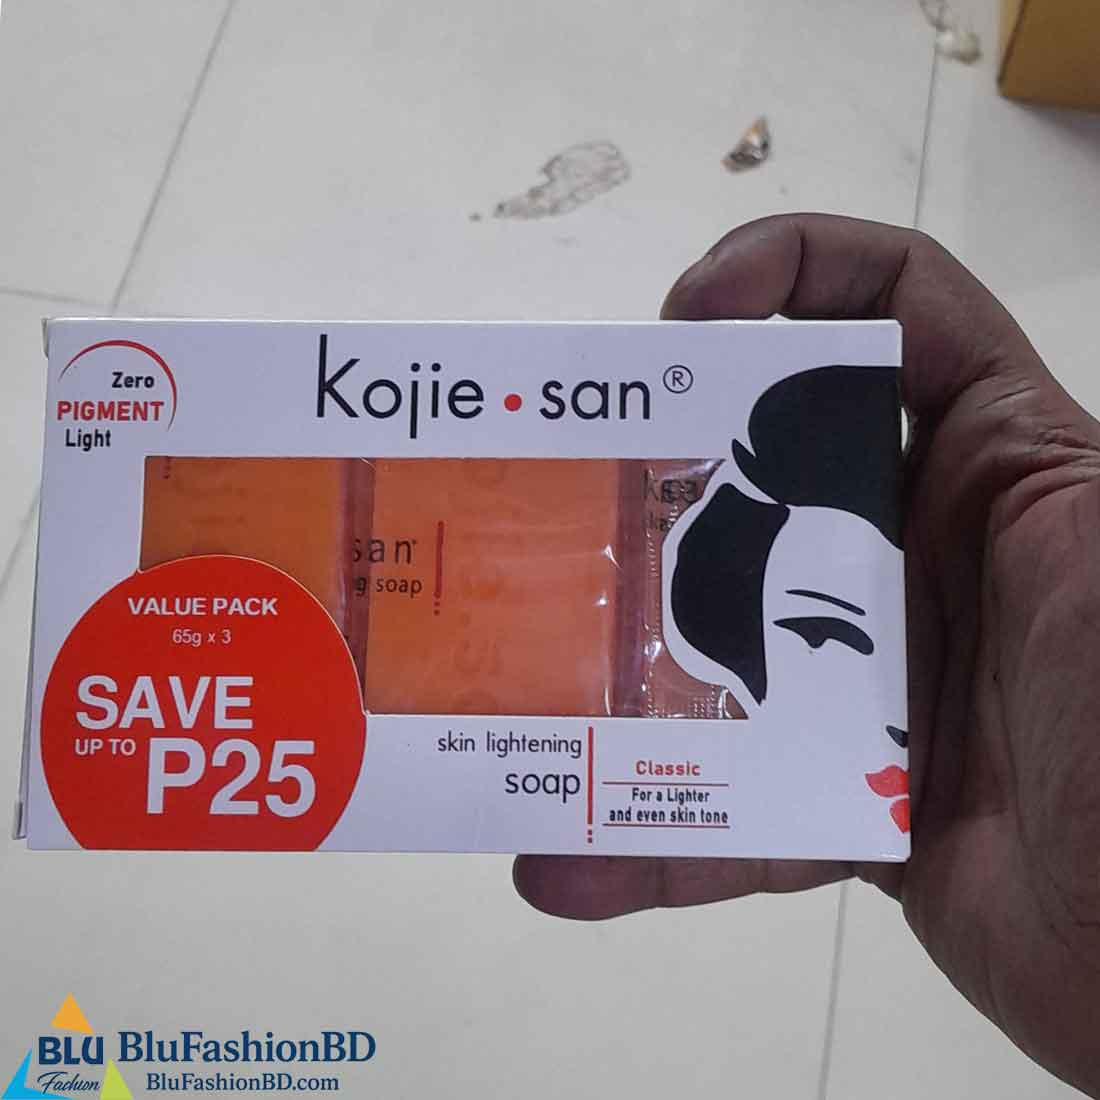 Zero
PIGMENT
Light
kojie.san®
san
g soap
VALUE PACK
65g x 3
SAVE
UP TO P25
skin lightening
soap
Classic
For a Lighter
and even skin tone
BLU
Fachion
BluFashionBD
BluFashionBD.com